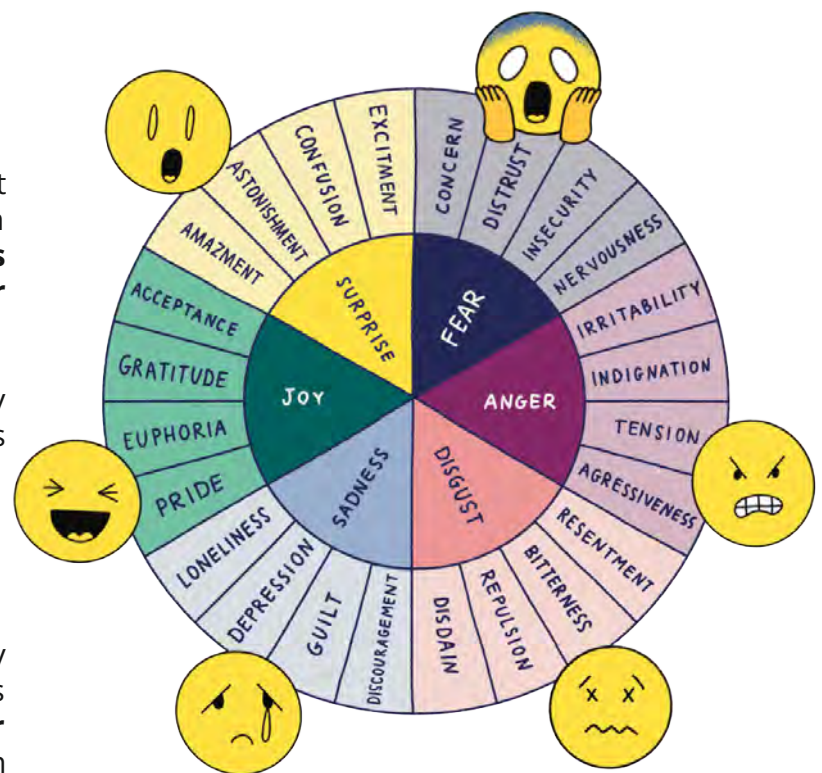 t
n
s
r
y
s
y
s
r
n
EXCITMENT
CONFUSION
ASTONISHMENT
AMAZMENT
SURPRISE
CONCERN
DISTRUST
INSECURITY
NERVOUSNESS
FEAR
IRRITABILITY
INDIGNATION
TENSION
AGRESSIVENESS
ANGER
RESENTMENT
BITTERNESS
REPULSION
DISDAIN
DISGUST
DISCOURAGEMENT
GUILT
DEPRESSION
LONELINESS
SADNESS
PRIDE
EUPHORIA
GRATITUDE
ACCEPTANCE
JOY